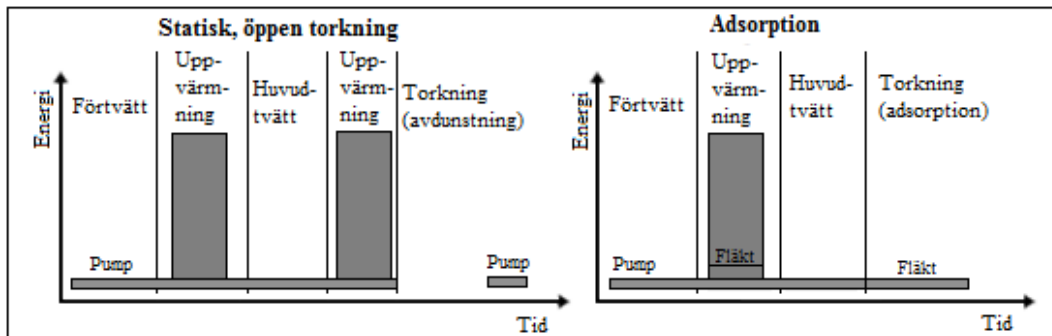 Statisk, öppen torkning
Energi
Förtvätt
Upp-
värm-
ning
Huvud-
tvätt
Upp-
värm-
ning
Torkning
(avdunstning)
Pump
Pump
Tid
Adsorption
Energi
Förtvätt
Upp-
värm-
ning
Huvud-
tvätt
Torkning
(adsorption)
Pump
Fläkt
Fläkt
Tid